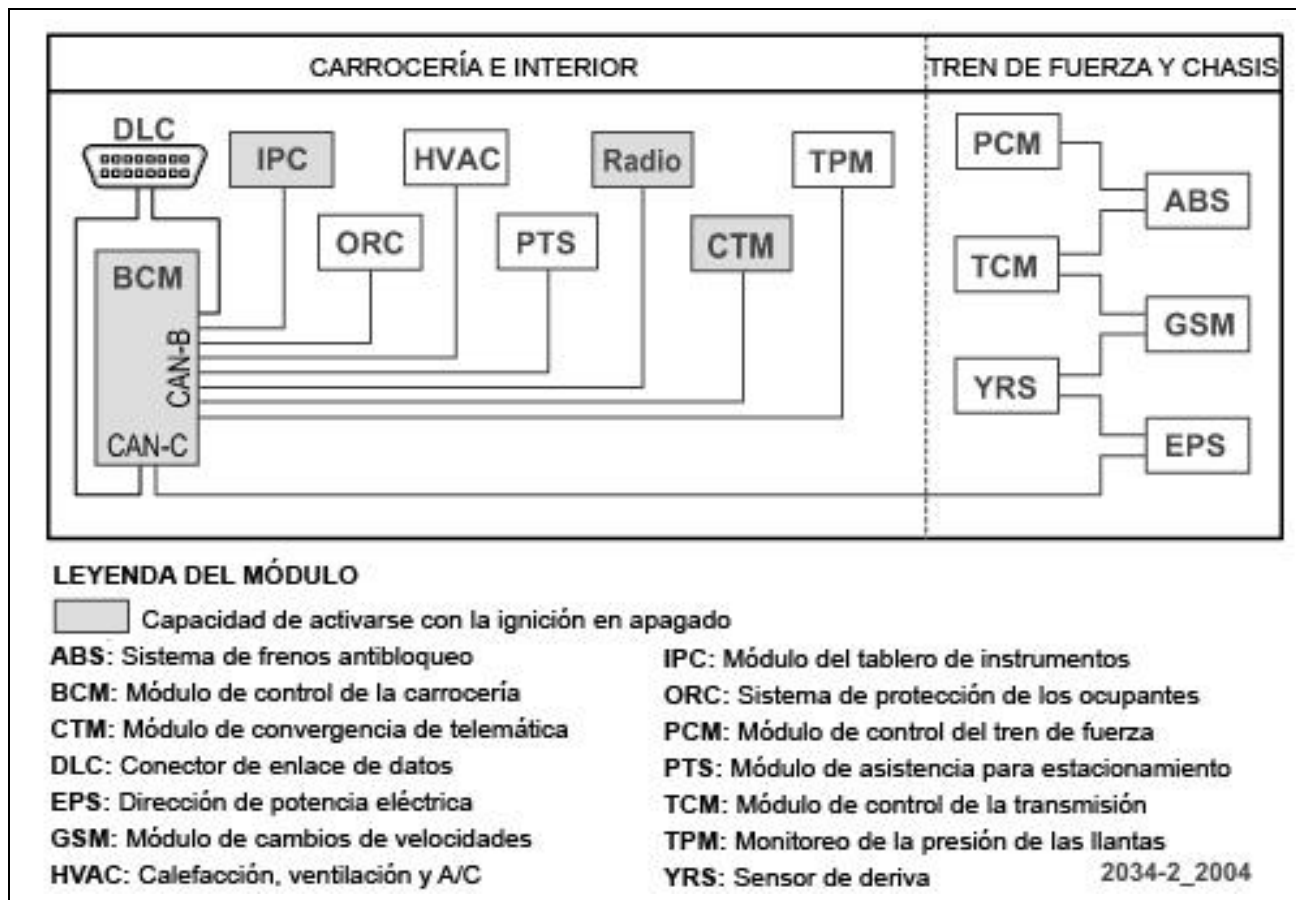 CARROCERÍA E INTERIOR
TREN DE FUERZA Y CHASIS
DLC
IPC
HVAC
Radio
TPM
ORC
PTS
CTM
BCM
CAN-B
CAN-C
PCM
ABS
TCM
GSM
YRS
EPS
LEYENDA DEL MÓDULO
Capacidad de activarse con la ignición en apagado
ABS: Sistema de frenos antibloqueo
BCM: Módulo de control de la carrocería
CTM: Módulo de convergencia de telemática
DLC: Conector de enlace de datos
EPS: Dirección de potencia eléctrica
GSM: Módulo de cambios de velocidades
HVAC: Calefacción, ventilación y A/C
IPC: Módulo del tablero de instrumentos
ORC: Sistema de protección de los ocupantes
PCM: Módulo de control del tren de fuerza
PTS: Módulo de asistencia para estacionamiento
TCM: Módulo de control de la transmisión
TPM: Monitoreo de la presión de las llantas
YRS: Sensor de deriva
2034-2_2004